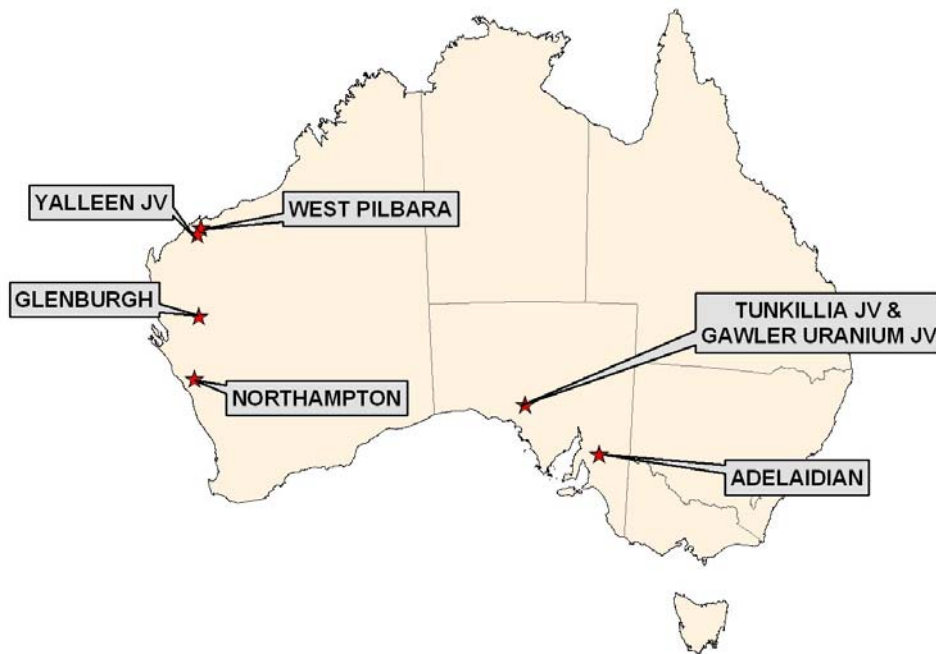 YALLEEN JV
WEST PILBARA
GLENBURGH
TUNKILLIA JV &
GAWLER URANIUM JV
NORTHAMPTON
ADELAIDIAN